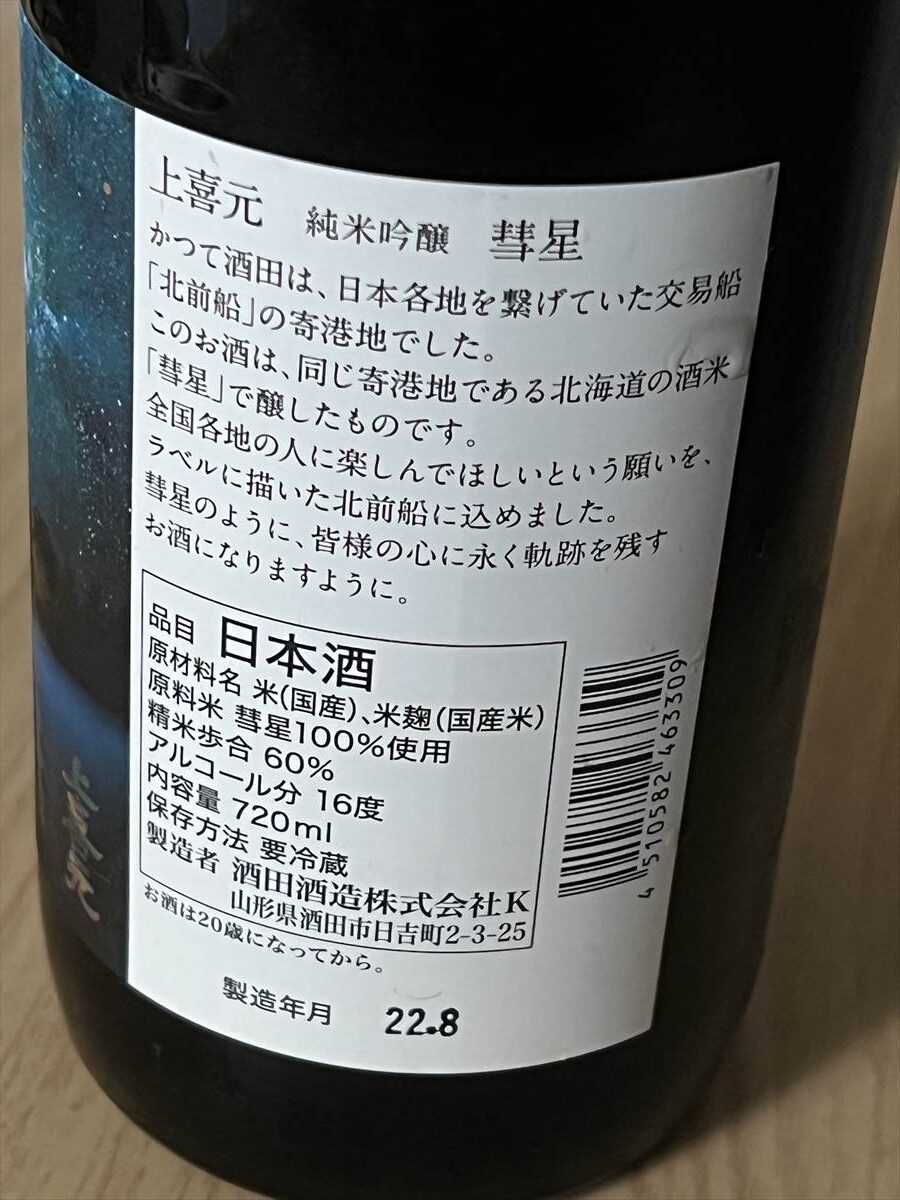 上喜元 純米吟醸 彗星
かつて酒田は、日本各地を繋げていた交易船
「北前船」の寄港地でした。
このお酒は、同じ寄港地である北海道の酒米
「彗星」で醸したものです。
全国各地の人に楽しんでほしいという願いを、
ラベルに描いた北前船に込めました。
彗星のように、皆様の心に永く軌跡を残す
お酒になりますように。
品目 日本酒
原材料名 米(国産)、米麹(国産米)
原料米 彗星100%使用
精米歩合 60%
アルコール分 16度
内容量 720ml
保存方法 要冷蔵
製造者 酒田酒造株式会社K
山形県酒田市日吉町2-3-25
お酒は20歳になってから。
製造年月 22.8
4 510582 463309
上喜元